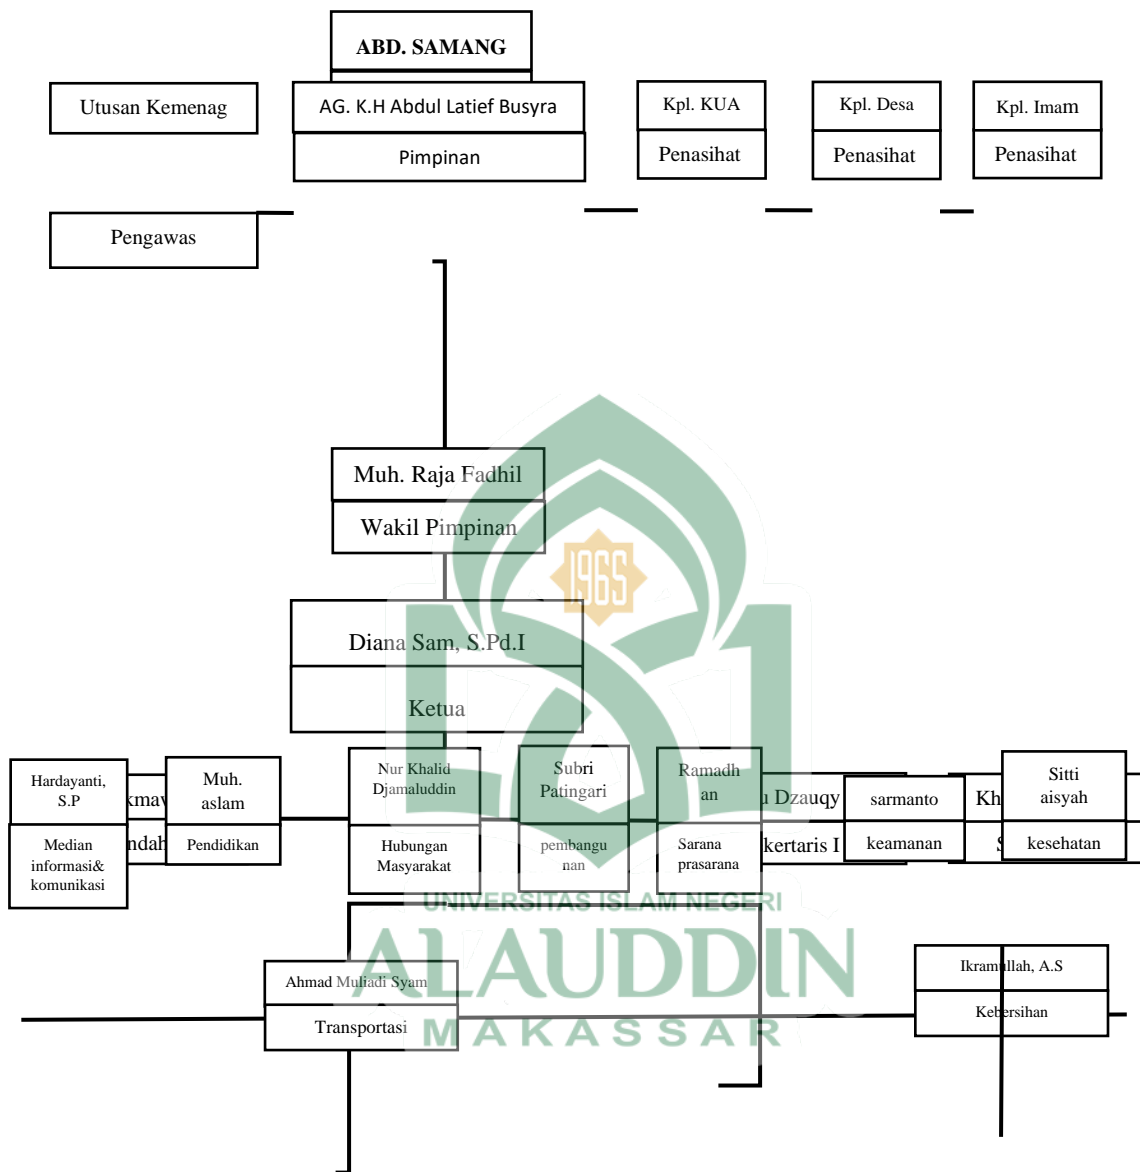 ABD. SAMANG
Utusan Kemenag
AG. K.H Abdul Latief Busyra
Kpl. KUA
Kpl. Desa
Kpl. Imam
Pimpinan
Penasihat
Penasihat
Penasihat
Pengawas
Muh. Raja Fadhil
Wakil Pimpinan
1965
Diana Sam, S.Pd.I
Ketua
Hardayanti,
S.P
Muh.
aslam
Nur Khalid
Djamaluddin
Subri
Patingari
Ramadh
an
Dzauqy
sarmanto
Sitti
aisyah
Median
informasi&
komunikasi
Pendidikan
Hubungan
Masyarakat
pembangu
nan
Sarana
prasarana
kertaris I
keamanan
kesehatan
UNIVERSITAS ISLAM NEGERI
ALAUDDIN
MAKASSAR
Ahmad Muliadi Syam
Transportasi
Ikramullah, A.S
Kebersihan